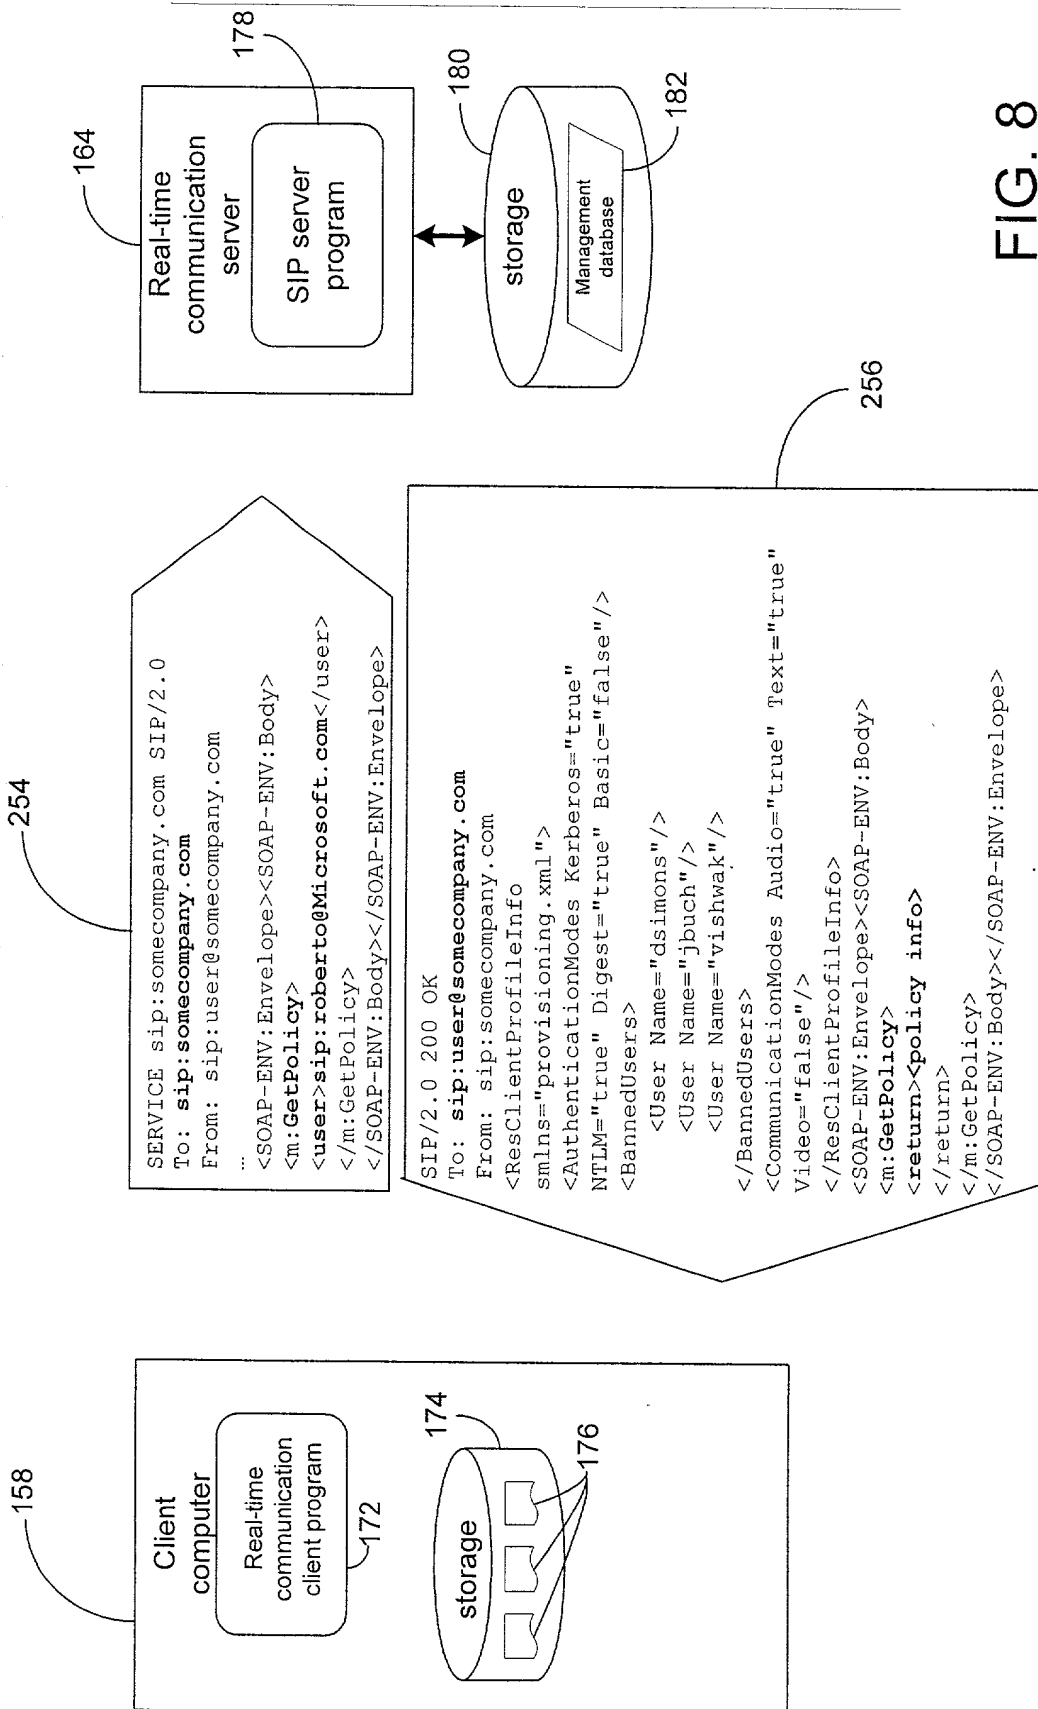 158
Client
computer
Real-time
communication
client program
172
storage
174
176
254
SERVICE sip:somecompany.com SIP/2.0
To: sip:somecompany.com
From: sip:user@somecompany.com
...
<SOAP-ENV:Envelope><SOAP-ENV:Body>
<m:GetPolicy>
<user>sip:roberto@Microsoft.com</user>
</m:GetPolicy>
</SOAP-ENV:Body></SOAP-ENV:Envelope>
SIP/2.0 200 OK
To: sip:user@somecompany.com
From: sip:somecompany.com
<ResClientProfileInfo
smlns="provisioning.xml">
<AuthenticationModes Kerberos="true"
NTLM="true" Digest="true" Basic="false"/>
<BannedUsers>
<User Name="dsimons"/>
<User Name="jbuch"/>
<User Name="vishwak"/>
</BannedUsers>
<CommunicationModes Audio="true" Text="true"
Video="false"/>
</ResClientProfileInfo>
<SOAP-ENV:Envelope><SOAP-ENV:Body>
<m:GetPolicy>
<return><policy info>
</return>
</m:GetPolicy>
</SOAP-ENV:Body></SOAP-ENV:Envelope>
256
164
Real-time
communication
server
178
SIP server
program
180
storage
Management
database
182
FIG. 8